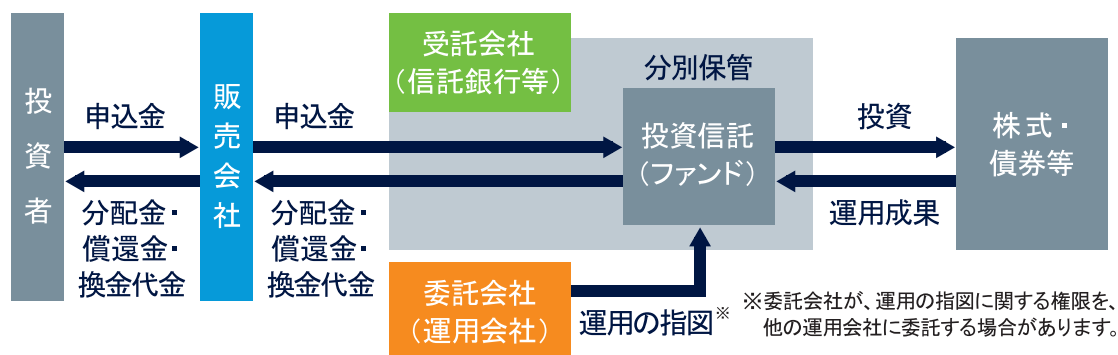 投資者
申込金
分配金・
償還金・
換金代金
販売会社
申込金
分配金・
償還金・
換金代金
受託会社
（信託銀行等）
分別保管
投資信託
（ファンド）
委託会社
（運用会社）
運用の指図※
投資
運用成果
株式・
債券等
※委託会社が、運用の指図に関する権限を、
他の運用会社に委託する場合があります。